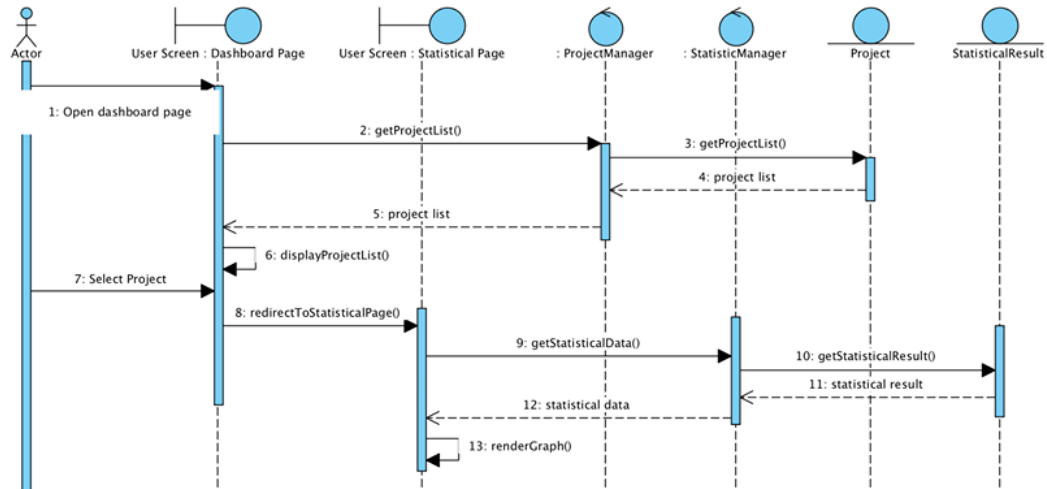 Actor
User Screen : Dashboard Page
User Screen : Statistical Page
: ProjectManager
: StatisticManager
Project
StatisticalResult
1: Open dashboard page
2: getProjectList()
3: getProjectList()
4: project list
5: project list
6: displayProjectList()
7: Select Project
8: redirectToStatisticalPage()
9: getStatisticalData()
10: getStatisticalResult()
11: statistical result
12: statistical data
13: renderGraph()